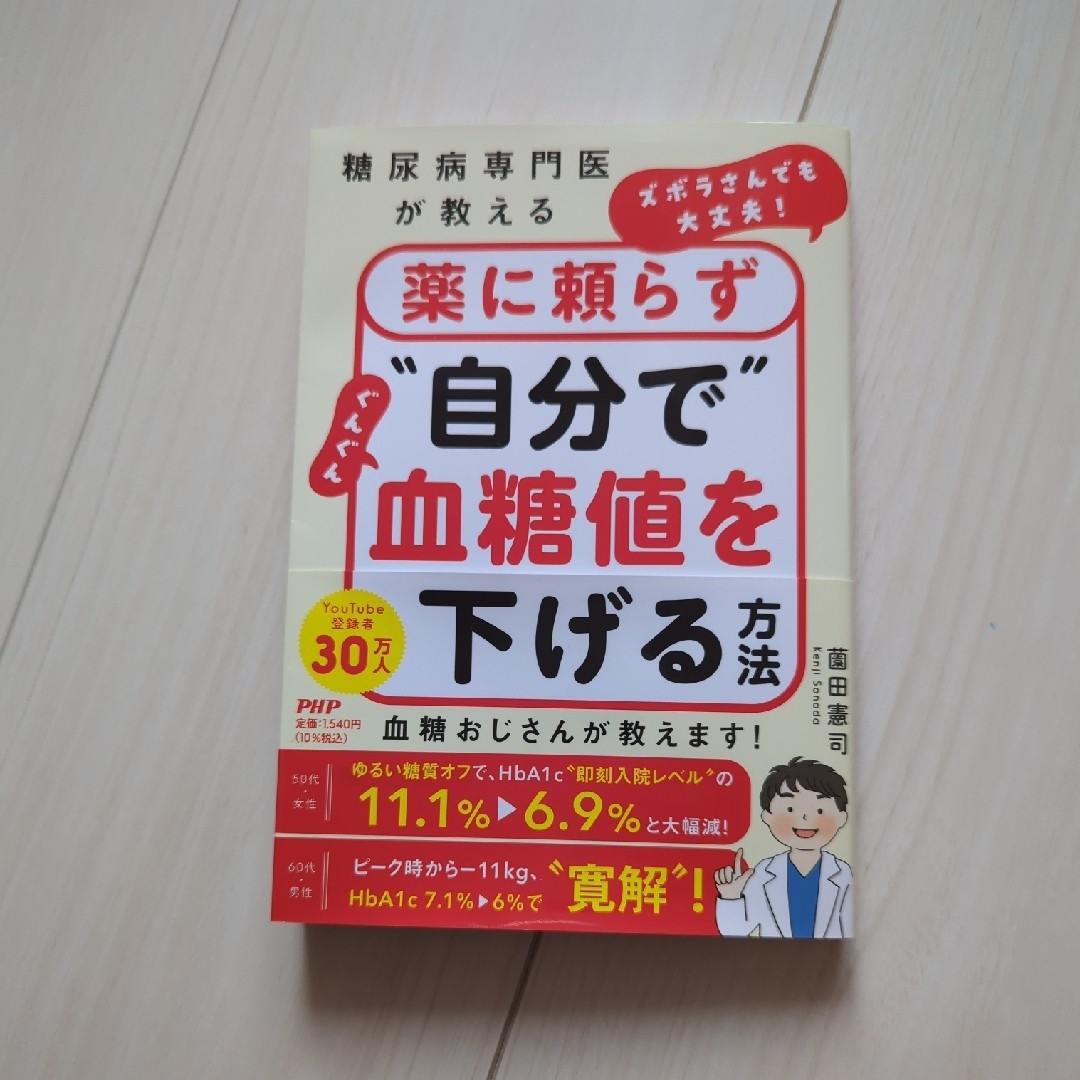 糖尿病専門医
が教える
ズボラさんでも
大丈夫!
薬に頼らず
"自分で"
ぐんぐん
血糖値を
下げる方法
YouTube
登録者
30万人
薗田憲司
Kenji Sonoda
PHP
定価:1,540円
(10%税込)
血糖おじさんが教えます!
50代・女性
ゆるい糖質オフで、HbA1c"即刻入院レベル"の
11.1%▶6.9%と大幅減!
60代・男性
ピーク時から−11kg、
HbA1c 7.1%▶6%で
"寛解"!